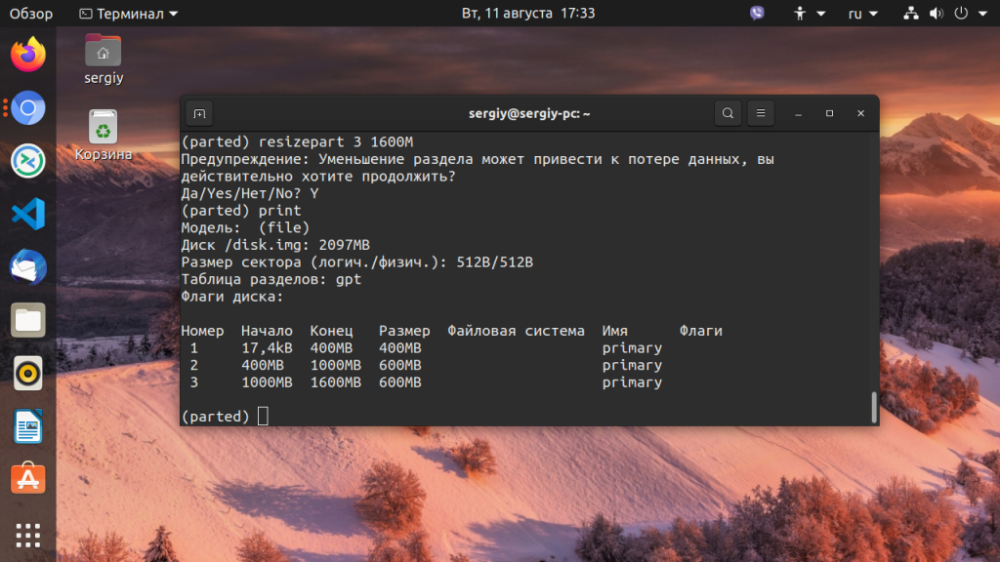 Обзор Терминал Вт, 11 августа 17:33 ru
sergiy
Корзина
sergiy@sergiy-pc: ~
(parted) resizepart 3 1600M
Предупреждение: Уменьшение раздела может привести к потере данных, вы
действительно хотите продолжить?
Да/Yes/Нет/No? Y
(parted) print
Модель:  (file)
Диск /disk.img: 2097MB
Размер сектора (логич./физич.): 512B/512B
Таблица разделов: gpt
Флаги диска:
Номер  Начало  Конец   Размер  Файловая система  Имя      Флаги
1      17,4kB  400MB   400MB                     primary
2      400MB   1000MB  600MB                     primary
3      1000MB  1600MB  600MB                     primary
(parted)